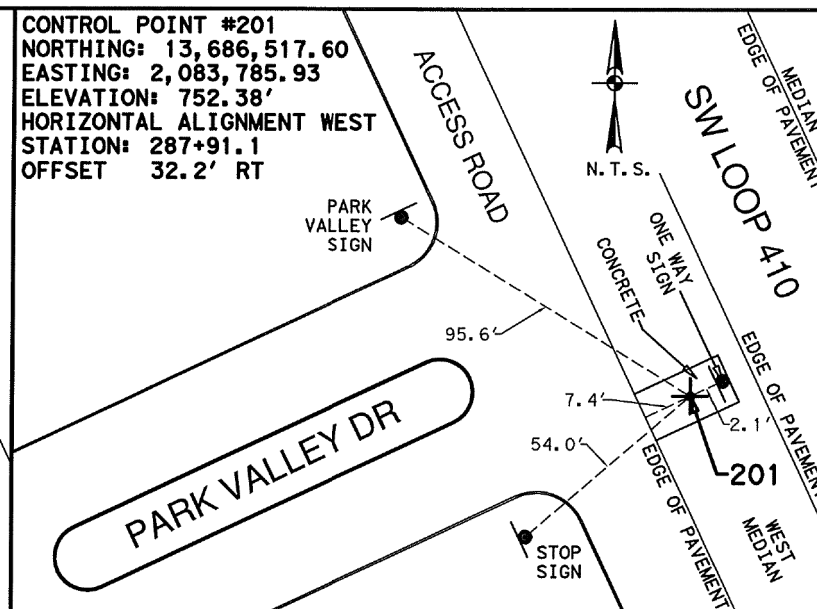 CONTROL POINT #201
NORTHING: 13,686,517.60
EASTING: 2,083,785.93
ELEVATION: 752.38'
HORIZONTAL ALIGNMENT WEST
STATION: 287+91.1
OFFSET 32.2' RT
ACCESS ROAD
N.T.S.
SW LOOP 410
EDGE OF PAVEMENT
MEDIAN
PARK
VALLEY
SIGN
ONE WAY
SIGN
CONCRETE
95.6'
7.4'
2.1'
54.0'
201
EDGE OF PAVEMENT
EDGE OF PAVEMENT
WEST
MEDIAN
PARK VALLEY DR
STOP
SIGN